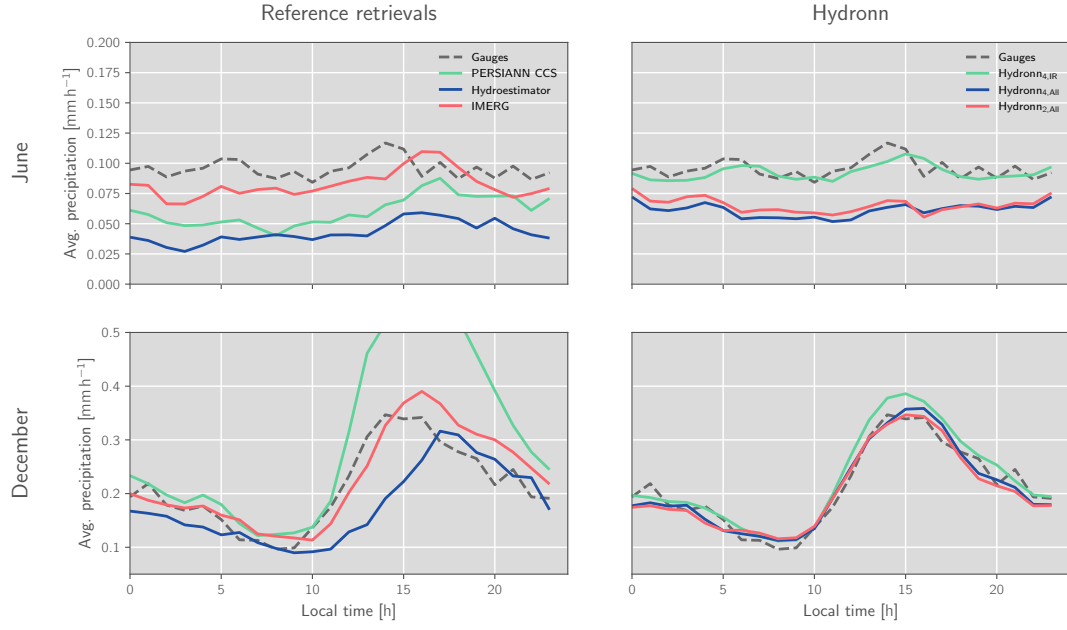 Reference retrievals
Hydronn
June
Avg. precipitation [mm h⁻¹]
0.200
0.175
0.150
0.125
0.100
0.075
0.050
0.025
0.000
Gauges
PERSIANN CCS
Hydroestimator
IMERG
Gauges
Hydronn₄,IR
Hydronn₄,All
Hydronn₂,All
December
Avg. precipitation [mm h⁻¹]
0.5
0.4
0.3
0.2
0.1
0
5
10
15
20
Local time [h]
0
5
10
15
20
Local time [h]